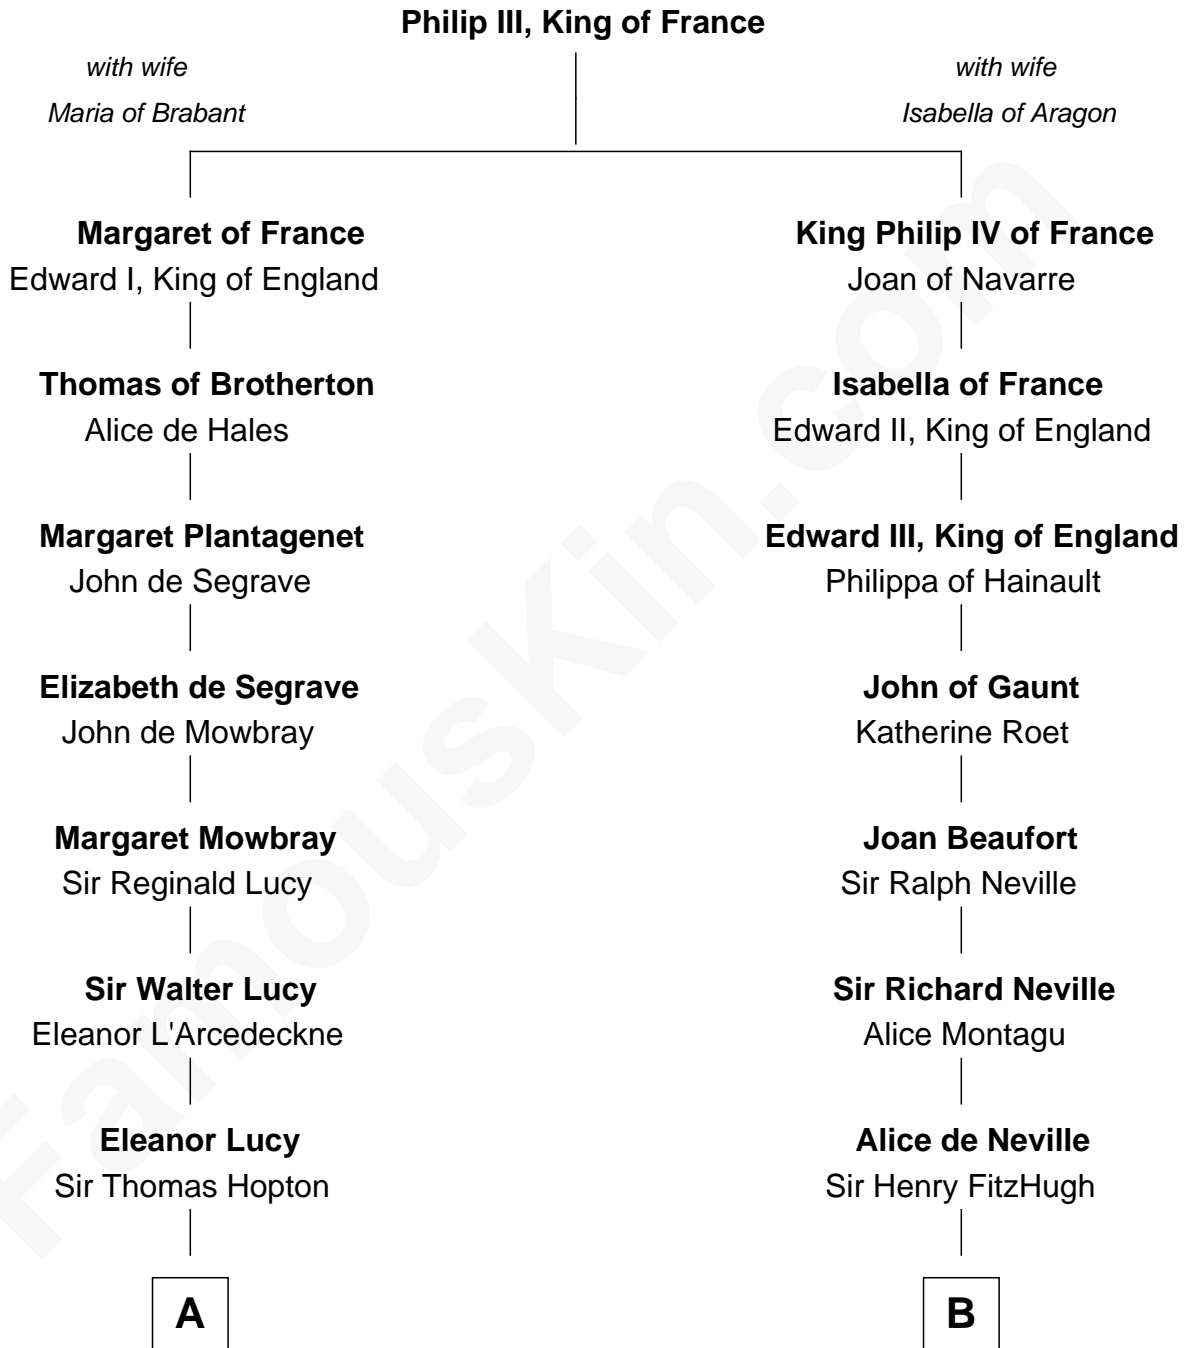 Philip III, King of France
with wife
Maria of Brabant
with wife
Isabella of Aragon
Margaret of France
Edward I, King of England
King Philip IV of France
Joan of Navarre
Thomas of Brotherton
Alice de Hales
Isabella of France
Edward II, King of England
Margaret Plantagenet
John de Segrave
Edward III, King of England
Philippa of Hainault
Elizabeth de Segrave
John de Mowbray
John of Gaunt
Katherine Roet
Margaret Mowbray
Sir Reginald Lucy
Joan Beaufort
Sir Ralph Neville
Sir Walter Lucy
Eleanor L'Arcedeckne
Sir Richard Neville
Alice Montagu
Eleanor Lucy
Sir Thomas Hopton
Alice de Neville
Sir Henry FitzHugh
A
B
FamousKin.com